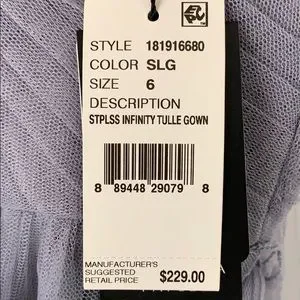 STYLE 181916680
COLOR SLG
SIZE 6
DESCRIPTION
STPLSS INFINITY TULLE GOWN
8 89448 29079 8
MANUFACTURER'S
SUGGESTED
RETAIL PRICE $229.00